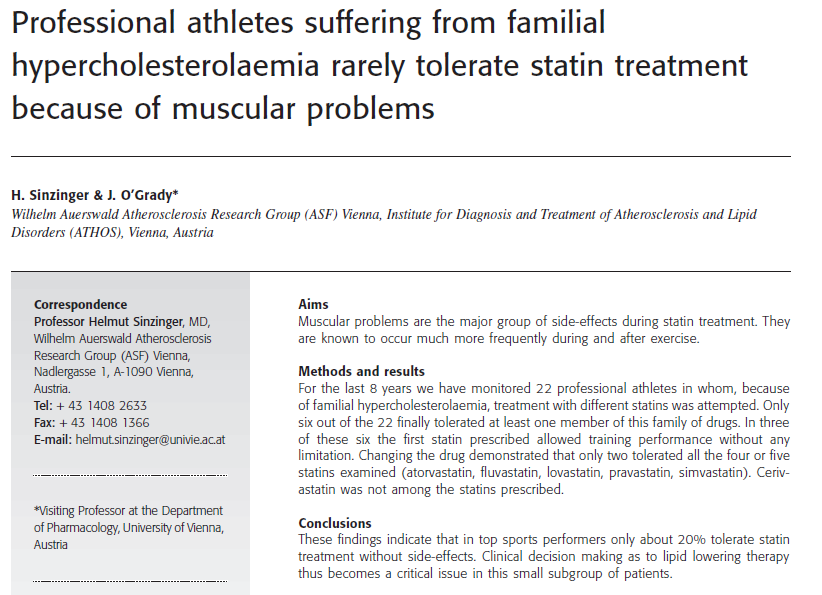 Professional athletes suffering from familial
hypercholesterolaemia rarely tolerate statin treatment
because of muscular problems
H. Sinzinger & J. O'Grady*
Wilhelm Auerswald Atherosclerosis Research Group (ASF) Vienna, Institute for Diagnosis and Treatment of Atherosclerosis and Lipid
Disorders (ATHOS), Vienna, Austria
Correspondence
Professor Helmut Sinzinger, MD,
Wilhelm Auerswald Atherosclerosis
Research Group (ASF) Vienna,
Nadlergasse 1, A-1090 Vienna,
Austria.
Tel: + 43 1408 2633
Fax: + 43 1408 1366
E-mail: helmut.sinzinger@univie.ac.at
*Visiting Professor at the Department
of Pharmacology, University of Vienna,
Austria
Aims
Muscular problems are the major group of side-effects during statin treatment. They
are known to occur much more frequently during and after exercise.
Methods and results
For the last 8 years we have monitored 22 professional athletes in whom, because
of familial hypercholesterolaemia, treatment with different statins was attempted. Only
six out of the 22 finally tolerated at least one member of this family of drugs. In three
of these six the first statin prescribed allowed training performance without any
limitation. Changing the drug demonstrated that only two tolerated all the four or five
statins examined (atorvastatin, fluvastatin, lovastatin, pravastatin, simvastatin). Ceriv-
astatin was not among the statins prescribed.
Conclusions
These findings indicate that in top sports performers only about 20% tolerate statin
treatment without side-effects. Clinical decision making as to lipid lowering therapy
thus becomes a critical issue in this small subgroup of patients.